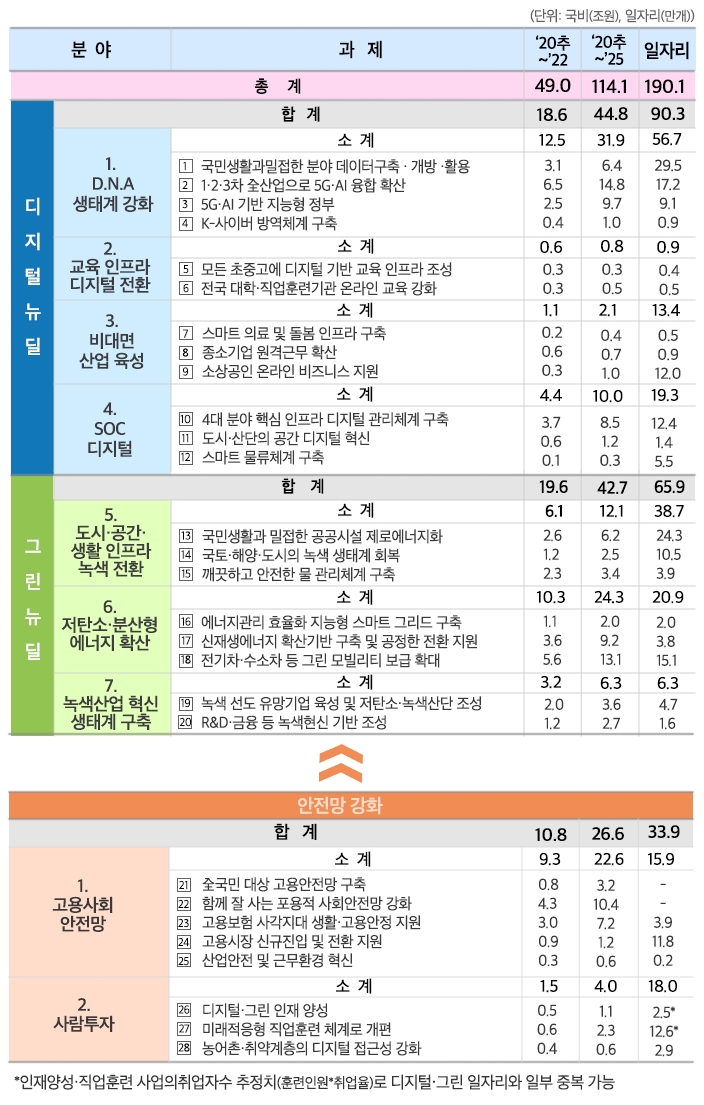 (단위: 국비(조원), 일자리(만개))
분 야 과 제 ‘20추 ~’22 ‘20추 ~’25 일자리
총 계 49.0 114.1 190.1
디지털뉴딜
합 계 18.6 44.8 90.3
1. D.N.A 생태계 강화
소 계 12.5 31.9 56.7
1 국민생활과밀접한 분야 데이터구축 · 개방 ·활용 3.1 6.4 29.5
2 1·2·3차 全산업으로 5G·AI 융합 확산 6.5 14.8 17.2
3 5G·AI 기반 지능형 정부 2.5 9.7 9.1
4 K-사이버 방역체계 구축 0.4 1.0 0.9
2. 교육 인프라 디지털 전환
소 계 0.6 0.8 0.9
5 모든 초중고에 디지털 기반 교육 인프라 조성 0.3 0.3 0.4
6 전국 대학·직업훈련기관 온라인 교육 강화 0.3 0.5 0.5
3. 비대면 산업 육성
소 계 1.1 2.1 13.4
7 스마트 의료 및 돌봄 인프라 구축 0.2 0.4 0.5
8 종소기업 원격근무 확산 0.6 0.7 0.9
9 소상공인 온라인 비즈니스 지원 0.3 1.0 12.0
4. SOC 디지털
소 계 4.4 10.0 19.3
10 4대 분야 핵심 인프라 디지털 관리체계 구축 3.7 8.5 12.4
11 도시·산단의 공간 디지털 혁신 0.6 1.2 1.4
12 스마트 물류체계 구축 0.1 0.3 5.5
그린뉴딜
합 계 19.6 42.7 65.9
5. 도시·공간· 생활 인프라 녹색 전환
소 계 6.1 12.1 38.7
13 국민생활과 밀접한 공공시설 제로에너지화 2.6 6.2 24.3
14 국토·해양·도시의 녹색 생태계 회복 1.2 2.5 10.5
15 깨끗하고 안전한 물 관리체계 구축 2.3 3.4 3.9
6. 저탄소·분산형 에너지 확산
소 계 10.3 24.3 20.9
16 에너지관리 효율화 지능형 스마트 그리드 구축 1.1 2.0 2.0
17 신재생에너지 확산기반 구축 및 공정한 전환 지원 3.6 9.2 3.8
18 전기차·수소차 등 그린 모빌리티 보급 확대 5.6 13.1 15.1
7. 녹색산업 혁신 생태계 구축
소 계 3.2 6.3 6.3
19 녹색 선도 유망기업 육성 및 저탄소·녹색산단 조성 2.0 3.6 4.7
20 R&D·금융 등 녹색현신 기반 조성 1.2 2.7 1.6
안전망 강화
합 계 10.8 26.6 33.9
1. 고용사회 안전망
소 계 9.3 22.6 15.9
21 全국민 대상 고용안전망 구축 0.8 3.2 -
22 함께 잘 사는 포용적 사회안전망 강화 4.3 10.4 -
23 고용보험 사각지대 생활·고용안정 지원 3.0 7.2 3.9
24 고용시장 신규진입 및 전환 지원 0.9 1.2 11.8
25 산업안전 및 근무환경 혁신 0.3 0.6 0.2
2. 사람투자
소 계 1.5 4.0 18.0
26 디지털·그린 인재 양성 0.5 1.1 2.5*
27 미래적응형 직업훈련 체계로 개편 0.6 2.3 12.6*
28 농어촌·취약계층의 디지털 접근성 강화 0.4 0.6 2.9
*인재양성·직업훈련 사업의취업자수 추정치(훈련인원*취업율)로 디지털·그린 일자리와 일부 중복 가능